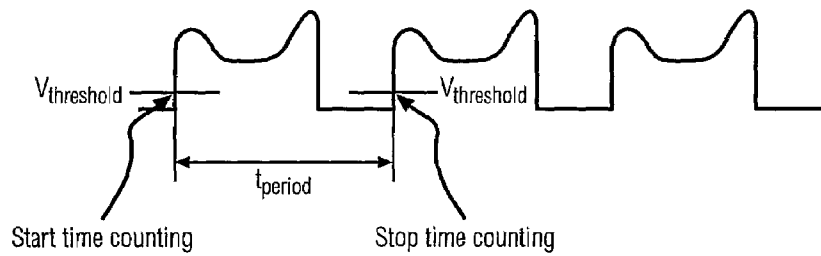 Vthreshold
Vthreshold
tperiod
Start time counting
Stop time counting